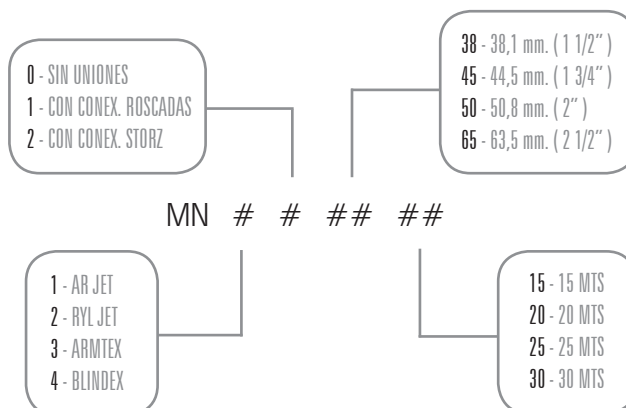 0 - SIN UNIONES
1 - CON CONEX. ROSCADAS
2 - CON CONEX. STORZ
38 - 38,1 mm. ( 1 1/2” )
45 - 44,5 mm. ( 1 3/4” )
50 - 50,8 mm. ( 2” )
65 - 63,5 mm. ( 2 1/2” )
MN # # ## ##
1 - AR JET
2 - RYL JET
3 - ARMTEX
4 - BLINDEX
15 - 15 MTS
20 - 20 MTS
25 - 25 MTS
30 - 30 MTS